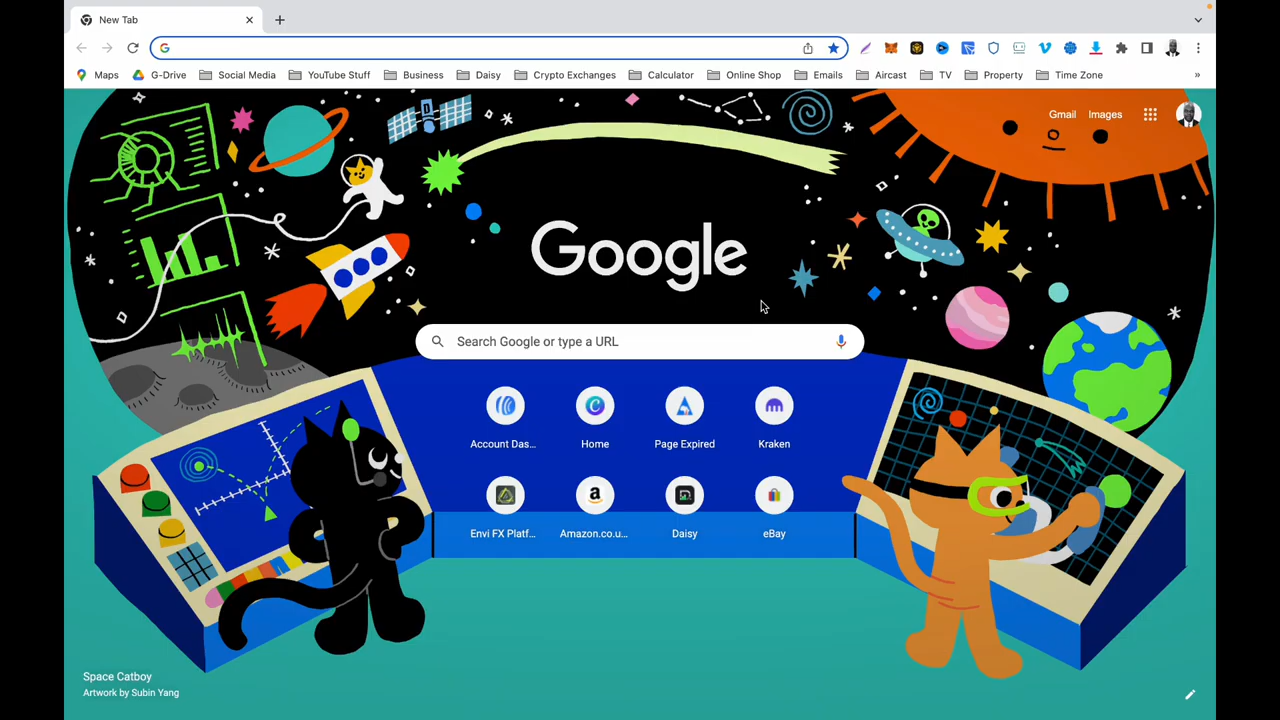 New Tab
Maps G-Drive Social Media YouTube Stuff Business Daisy Crypto Exchanges Calculator Online Shop Emails Aircast TV Property Time Zone »
Gmail Images
Google
Search Google or type a URL
Account Das... Home Page Expired Kraken
Envi FX Platf... Amazon.co.u... Daisy eBay
Space Catboy
Artwork by Subin Yang